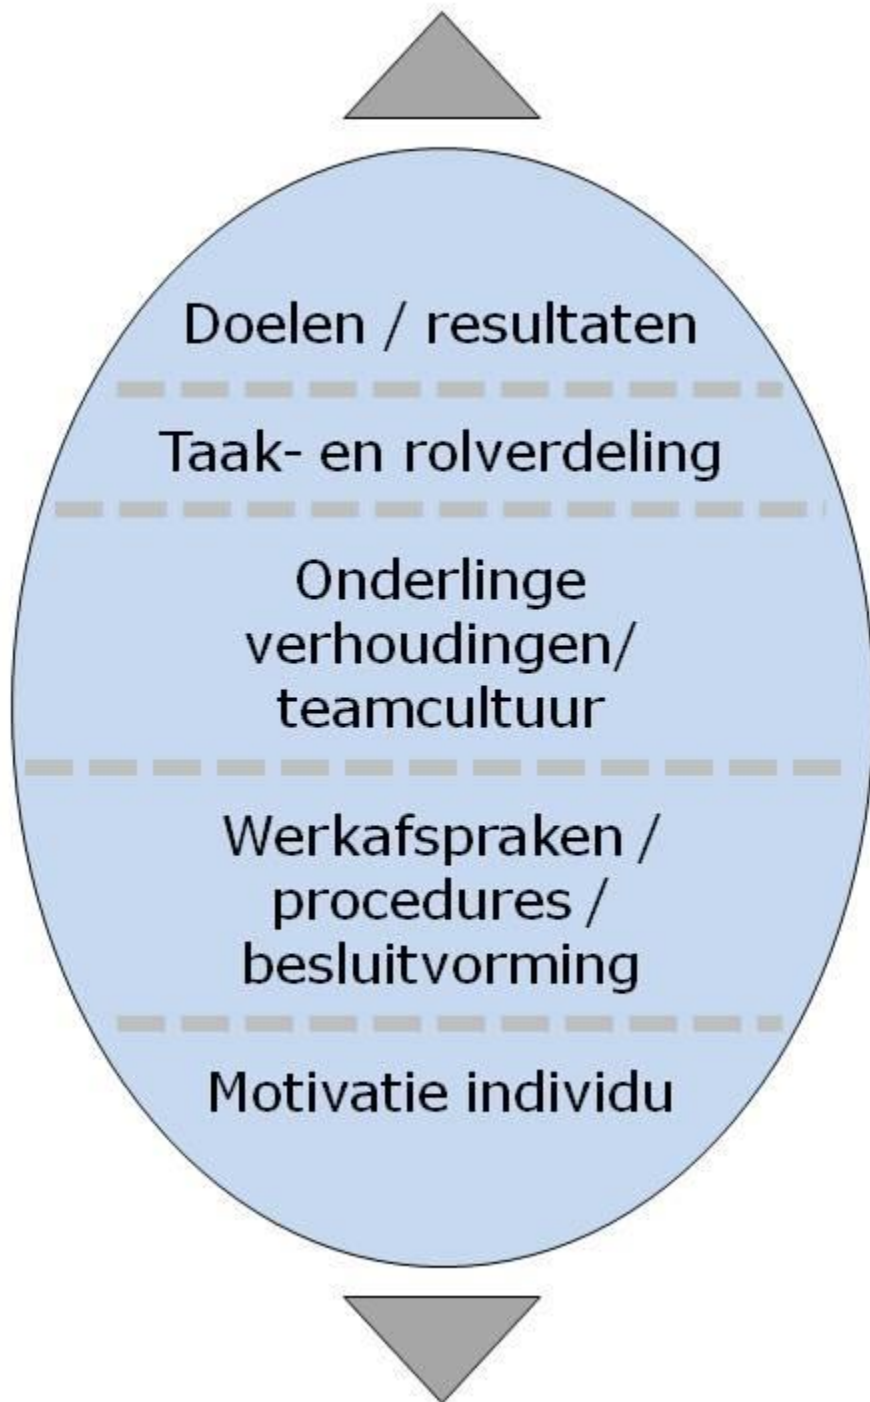 Doelen / resultaten
Taak- en rolverdeling
Onderlinge
verhoudingen/
teamcultuur
Werkafspraken /
procedures /
besluitvorming
Motivatie individu